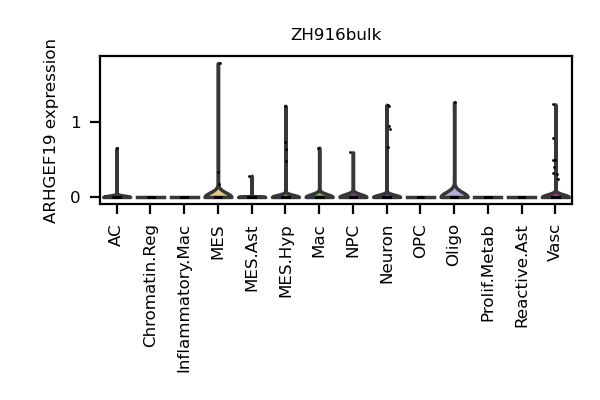 ZH916bulk
ARHGEF19 expression
1
0
AC
Chromatin.Reg
Inflammatory.Mac
MES
MES.Ast
MES.Hyp
Mac
NPC
Neuron
OPC
Oligo
Prolif.Metab
Reactive.Ast
Vasc